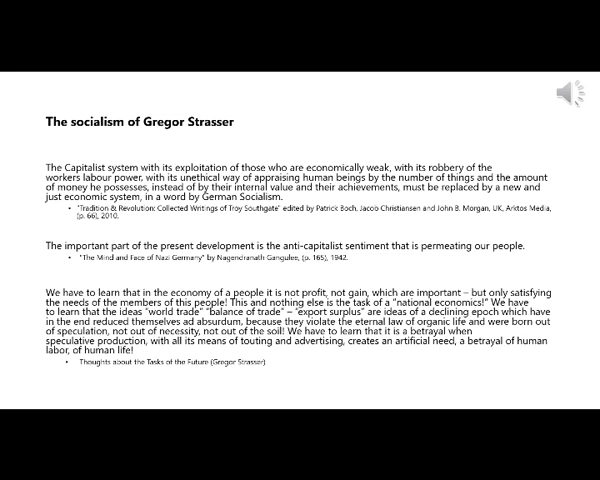 The socialism of Gregor Strasser
The Capitalist system with its exploitation of those who are economically weak, with its robbery of the
workers labour power, with its unethical way of appraising human beings by the number of things and the amount
of money he possesses, instead of by their internal value and their achievements, must be replaced by a new and
just economic system, in a word by German Socialism.
• "Tradition & Revolution: Collected Writings of Troy Southgate" edited by Patrick Boch, Jacob Christiansen and John B. Morgan, UK, Arktos Media,
(p. 66), 2010.
The important part of the present development is the anti-capitalist sentiment that is permeating our people.
• "The Mind and Face of Nazi Germany" by Nagendranath Gangulee, (p. 165), 1942.
We have to learn that in the economy of a people it is not profit, not gain, which are important – but only satisfying
the needs of the members of this people! This and nothing else is the task of a "national economics!" We have
to learn that the ideas "world trade" "balance of trade" – "export surplus" are ideas of a declining epoch which have
in the end reduced themselves ad absurdum, because they violate the eternal law of organic life and were born out
of speculation, not out of necessity, not out of the soil! We have to learn that it is a betrayal when
speculative production, with all its means of touting and advertising, creates an artificial need, a betrayal of human
labor, of human life!
• Thoughts about the Tasks of the Future (Gregor Strasser)